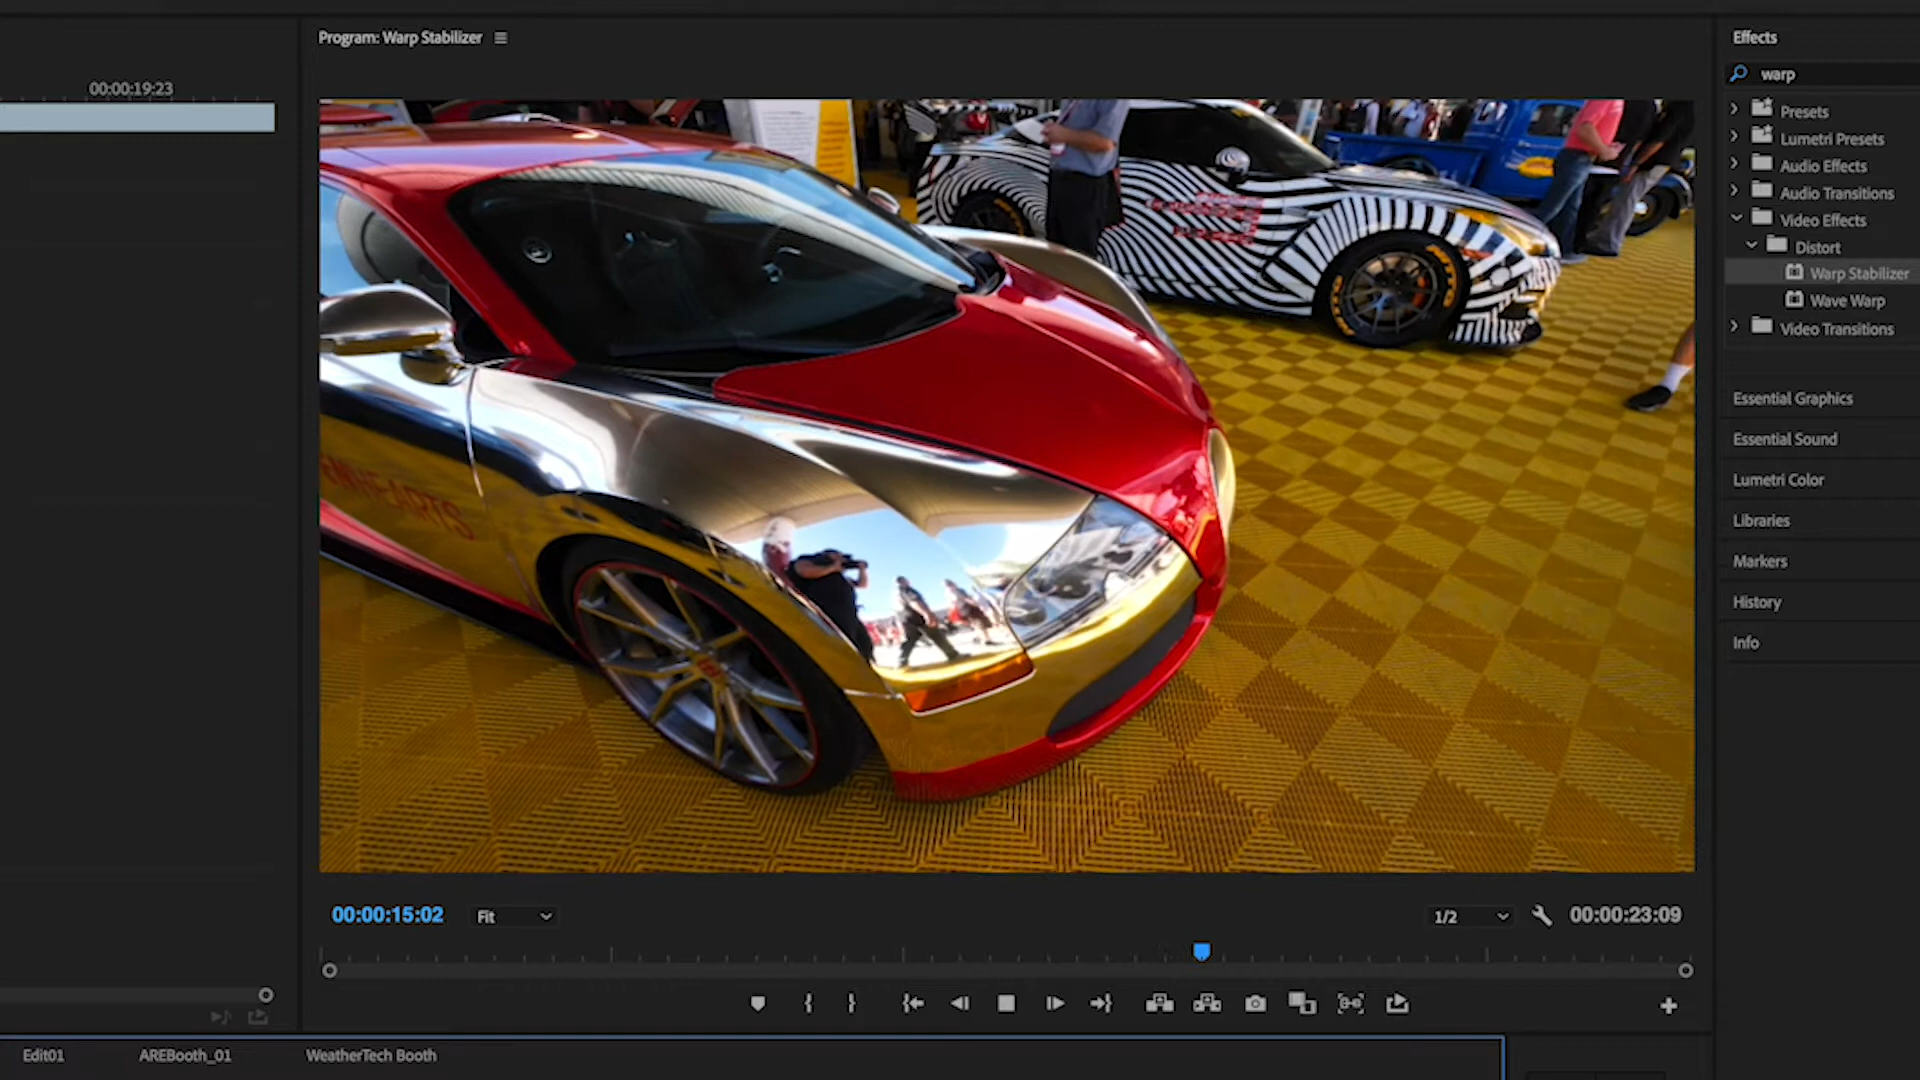 Program: Warp Stabilizer
Effects
00:00:19:23
warp
Presets
Lumetri Presets
Audio Effects
Audio Transitions
Video Effects
Distort
Warp Stabilizer
Wave Warp
Video Transitions
Essential Graphics
Essential Sound
Lumetri Color
Libraries
Markers
History
Info
00:00:15:02
Fit
1/2
00:00:23:09
Edit01
AREBooth_01
WeatherTech Booth